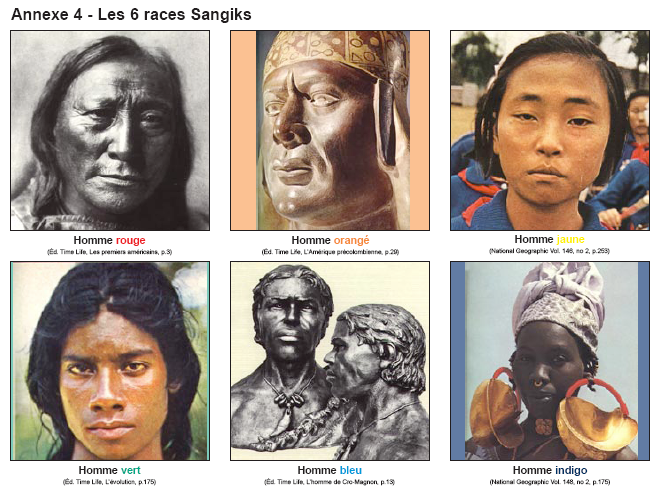 Annexe 4 - Les 6 races Sangiks
Homme rouge
(Éd. Time Life, Les premiers américains, p.3)
Homme orangé
(Éd. Time Life, L'Amérique précolombienne, p.29)
Homme jaune
(National Geographic Vol. 146, no 2, p.253)
Homme vert
(Éd. Time Life, L'évolution, p.175)
Homme bleu
(Éd. Time Life, L'homme de Cro-Magnon, p.13)
Homme indigo
(National Geographic Vol. 148, no 2, p.175)